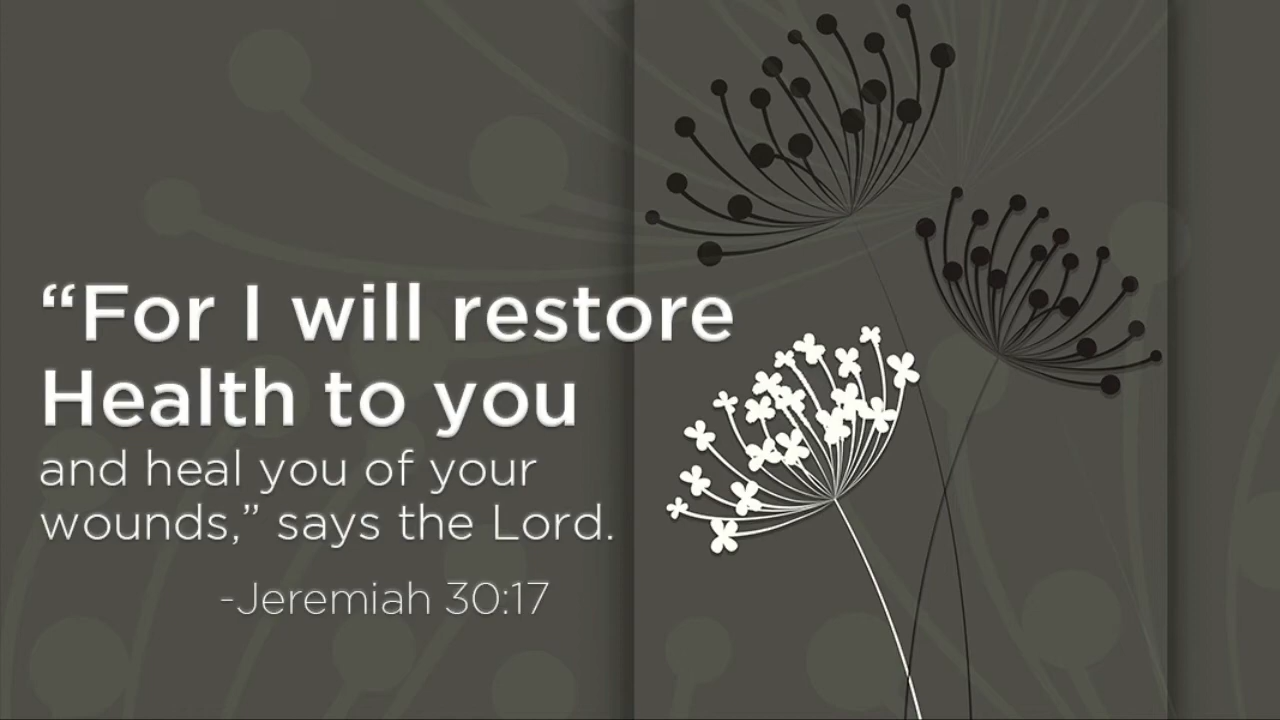 “For I will restore
Health to you
and heal you of your
wounds,” says the Lord.
-Jeremiah 30:17